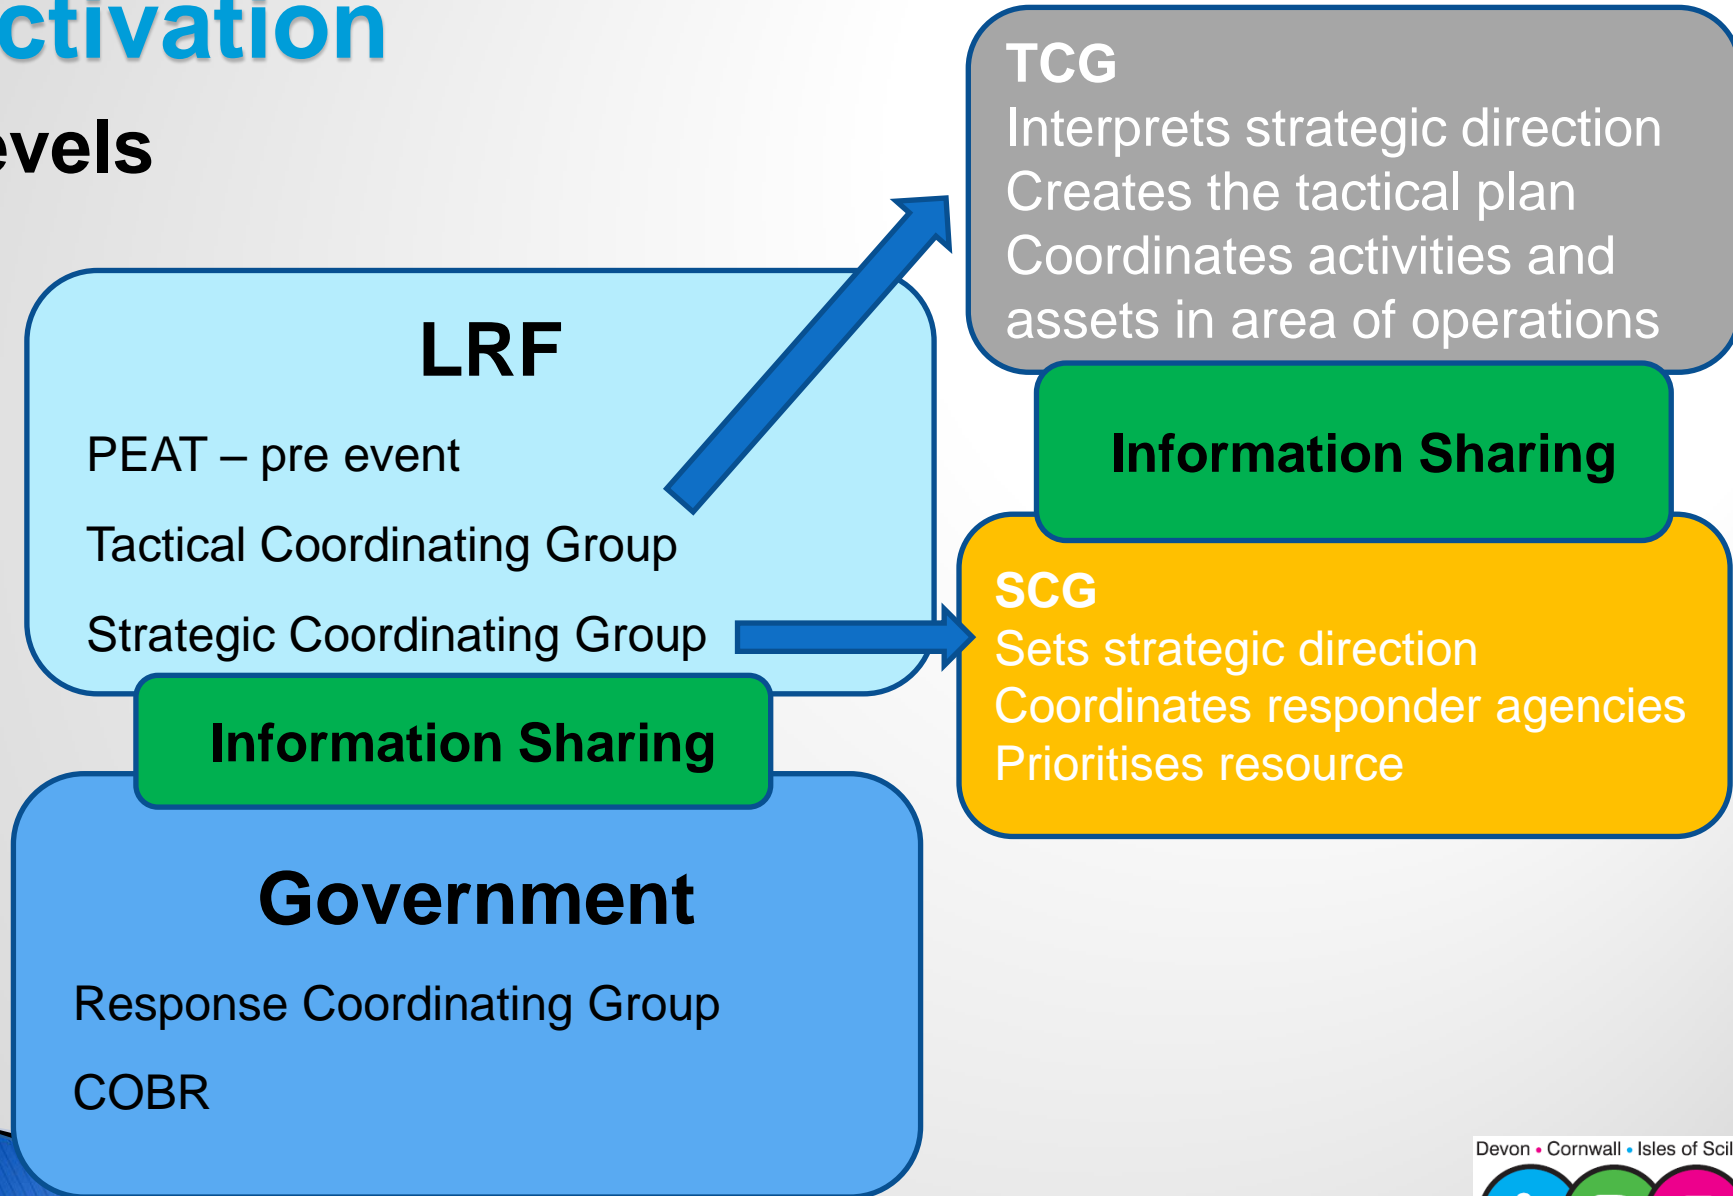 ctivation
evels
LRF
PEAT – pre event
Tactical Coordinating Group
Strategic Coordinating Group
Information Sharing
Government
Response Coordinating Group
COBR
TCG
Interprets strategic direction
Creates the tactical plan
Coordinates activities and
assets in area of operations
Information Sharing
SCG
Sets strategic direction
Coordinates responder agencies
Prioritises resource
Devon • Cornwall • Isles of Scil